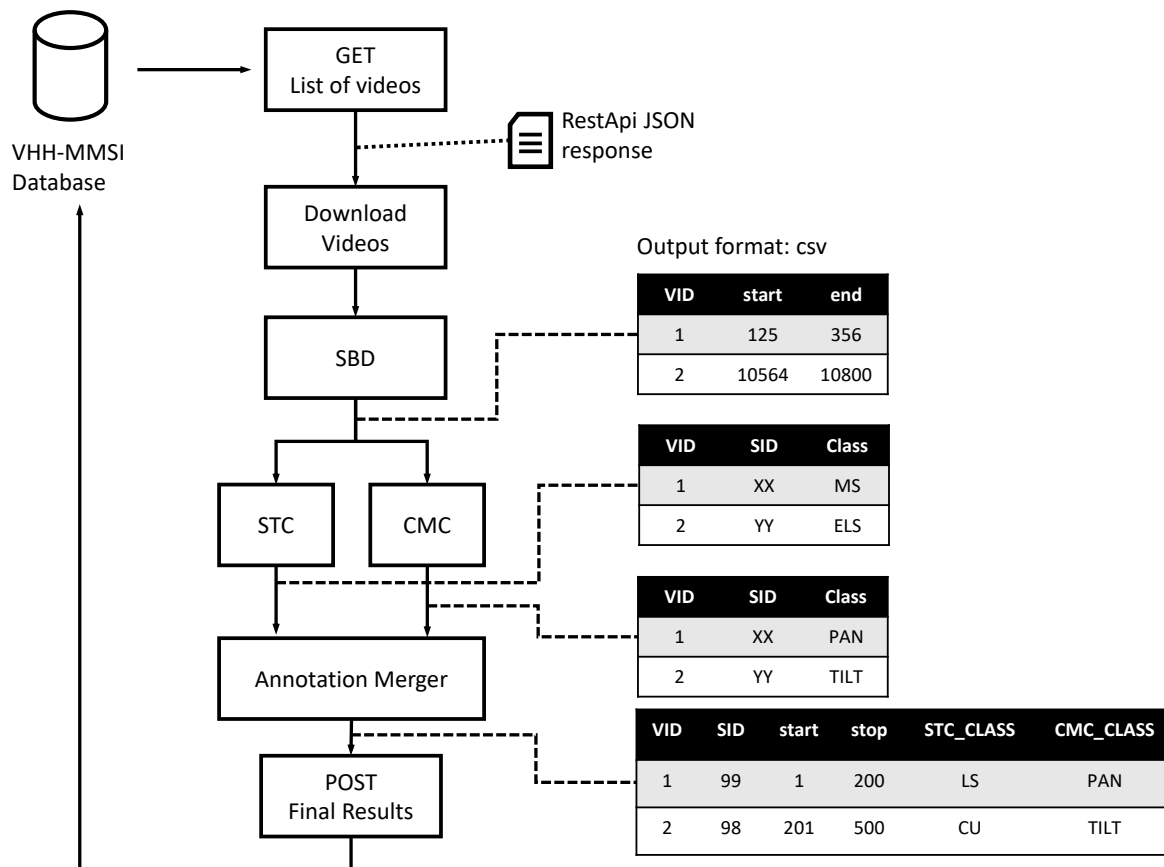 GET
List of videos
VHH-MMSI
Database
RestApi JSON
response
Download
Videos
Output format: csv
VID start end
1 125 356
2 10564 10800
SBD
VID SID Class
1 XX MS
2 YY ELS
STC CMC
VID SID Class
1 XX PAN
2 YY TILT
Annotation Merger
VID SID start stop STC_CLASS CMC_CLASS
1 99 1 200 LS PAN
2 98 201 500 CU TILT
POST
Final Results